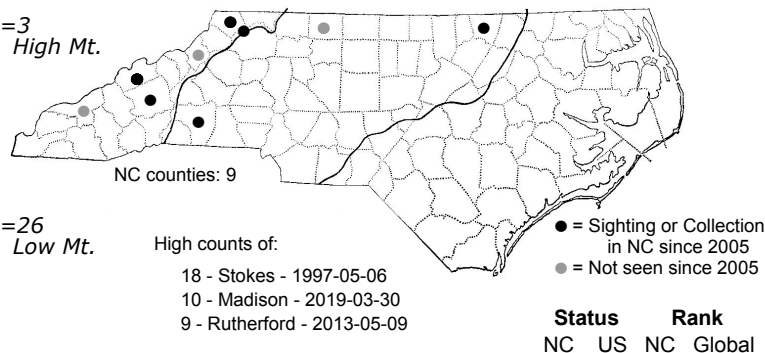 =3
High Mt.
NC counties: 9
=26
Low Mt.
High counts of:
18 - Stokes - 1997-05-06
10 - Madison - 2019-03-30
9 - Rutherford - 2013-05-09
= Sighting or Collection
in NC since 2005
= Not seen since 2005
Status Rank
NC US NC Global